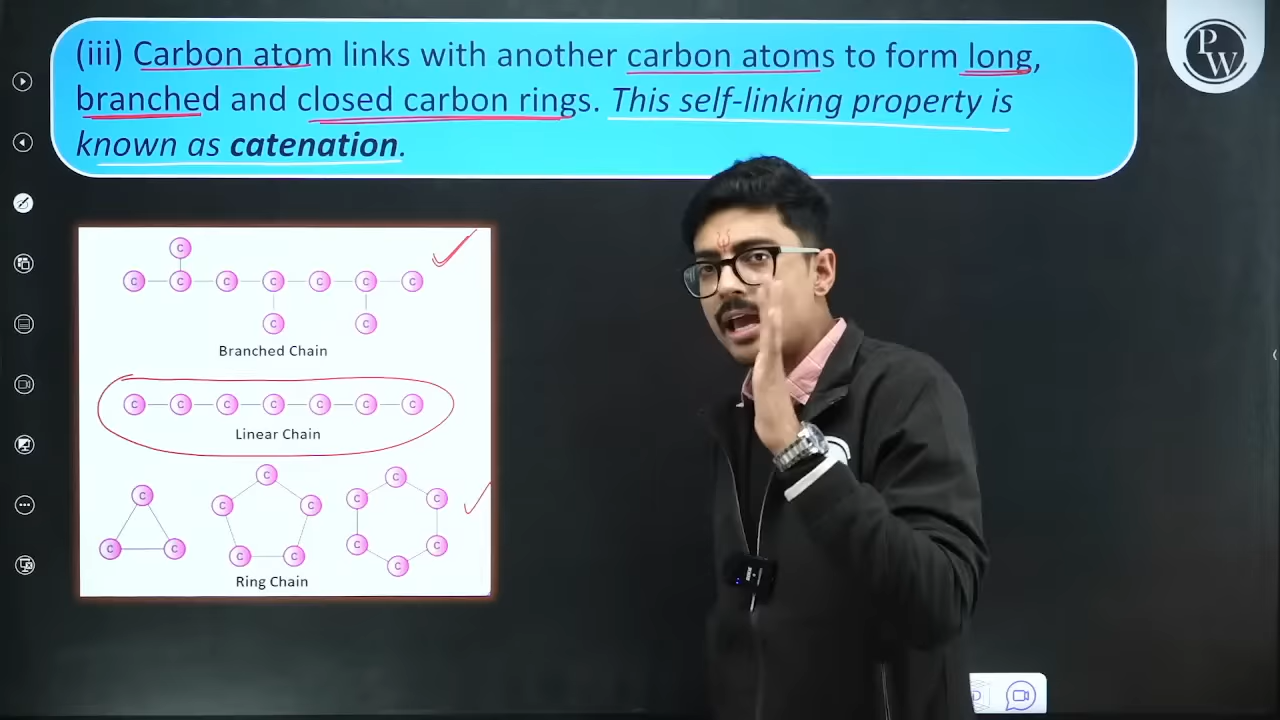 (iii) Carbon atom links with another carbon atoms to form long,
branched and closed carbon rings. This self-linking property is
known as catenation.
P
W
C
C C C C C C C
C C
Branched Chain
C C C C C C C
Linear Chain
C
C C
C
C C
C C
C
C C
C C
C
Ring Chain